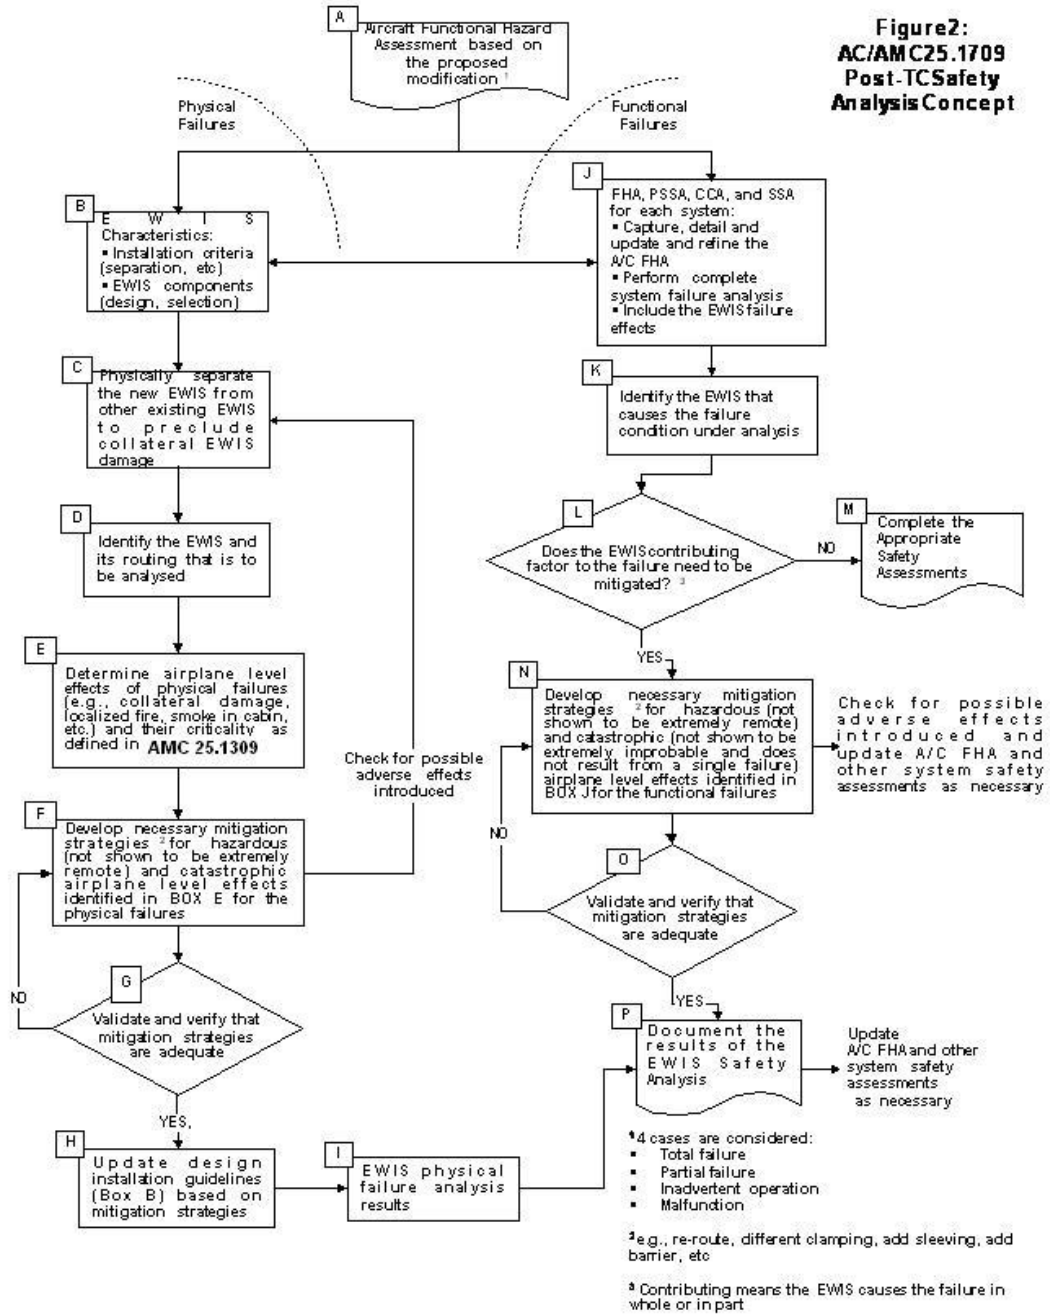 Figure2:
AC/AMC25.1709
Post-TCSafety
AnalysisConcept
A
Aircraft Functional Hazard
Assessment based on
the proposed
modification 1
Physical
Failures
Functional
Failures
B
E W I S
Characteristics:
▪ Installation criteria
(separation, etc)
▪ EWIS components
(design, selection)
J
FHA, PSSA, CCA, and SSA
for each system:
▪ Capture, detail and
update and refine the
A/C FHA
▪ Perform complete
system failure analysis
▪ Include the EWIS failure
effects
C
Physically separate
the new EWIS from
other existing EWIS
to preclude
collateral EWIS
damage
K
Identify the EWIS that
causes the failure
condition under analysis
D
Identify the EWIS and
its routing that is to
be analysed
L
Does the EWIS contributing
factor to the failure need to be
mitigated? 3
NO
M
Complete the
Appropriate
Safety
Assessments
YES
E
Determine airplane level
effects of physical failures
(e.g., collateral damage,
localized fire, smoke in cabin,
etc.) and their criticality as
defined in AMC 25.1309
Check for possible
adverse effects
introduced
N
Develop necessary mitigation
strategies 2 for hazardous (not
shown to be extremely remote)
and catastrophic (not shown to be
extremely improbable and does
not result from a single failure)
airplane level effects identified in
BOX J for the functional failures
Check for possible
adverse effects
introduced and
update A/C FHA and
other system safety
assessments as necessary
F
Develop necessary mitigation
strategies 2 for hazardous
(not shown to be extremely
remote) and catastrophic
airplane level effects
identified in BOX E for the
physical failures
NO
O
Validate and verify that
mitigation strategies
are adequate
YES
G
Validate and verify that
mitigation strategies
are adequate
NO
YES,
P
Document the
results of the
EWIS Safety
Analysis
Update
A/C FHA and other
system safety
assessments
as necessary
H
Update design
installation guidelines
(Box B) based on
mitigation strategies
I
EWIS physical
failure analysis
results
1 4 cases are considered:
▪ Total failure
▪ Partial failure
▪ Inadvertent operation
▪ Malfunction
2 e.g., re-route, different clamping, add sleeving, add
barrier, etc
3 Contributing means the EWIS causes the failure in
whole or in part